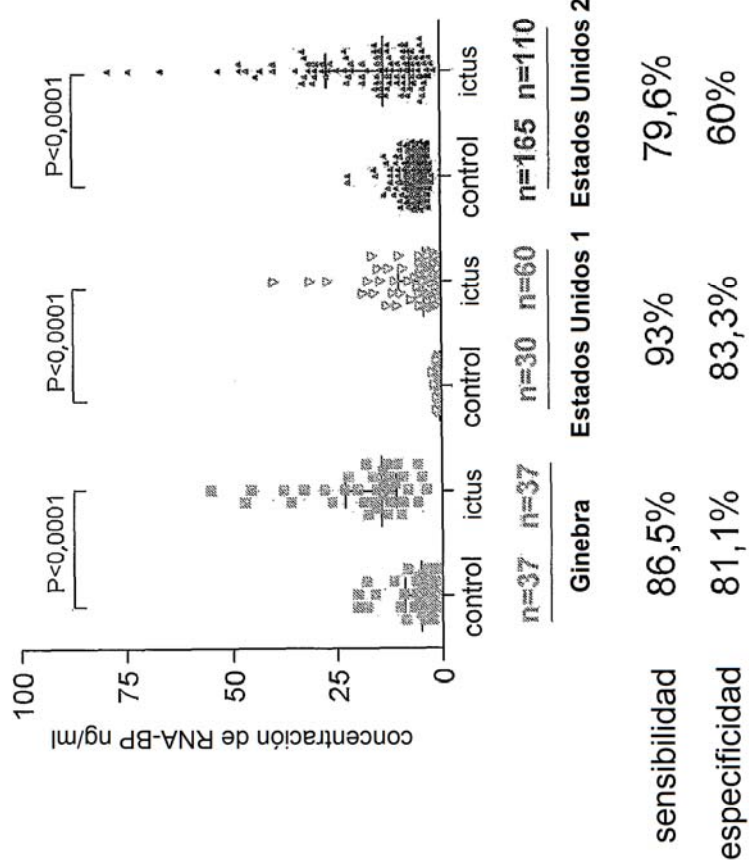 P<0,0001 P<0,0001 P<0,0001
concentración de RNA-BP ng/ml
100
75
50
25
0
control ictus control ictus control ictus
n=37 n=37 n=30 n=60 n=165 n=110
Ginebra Estados Unidos 1 Estados Unidos 2
sensibilidad 86,5% 93% 79,6%
especificidad 81,1% 83,3% 60%